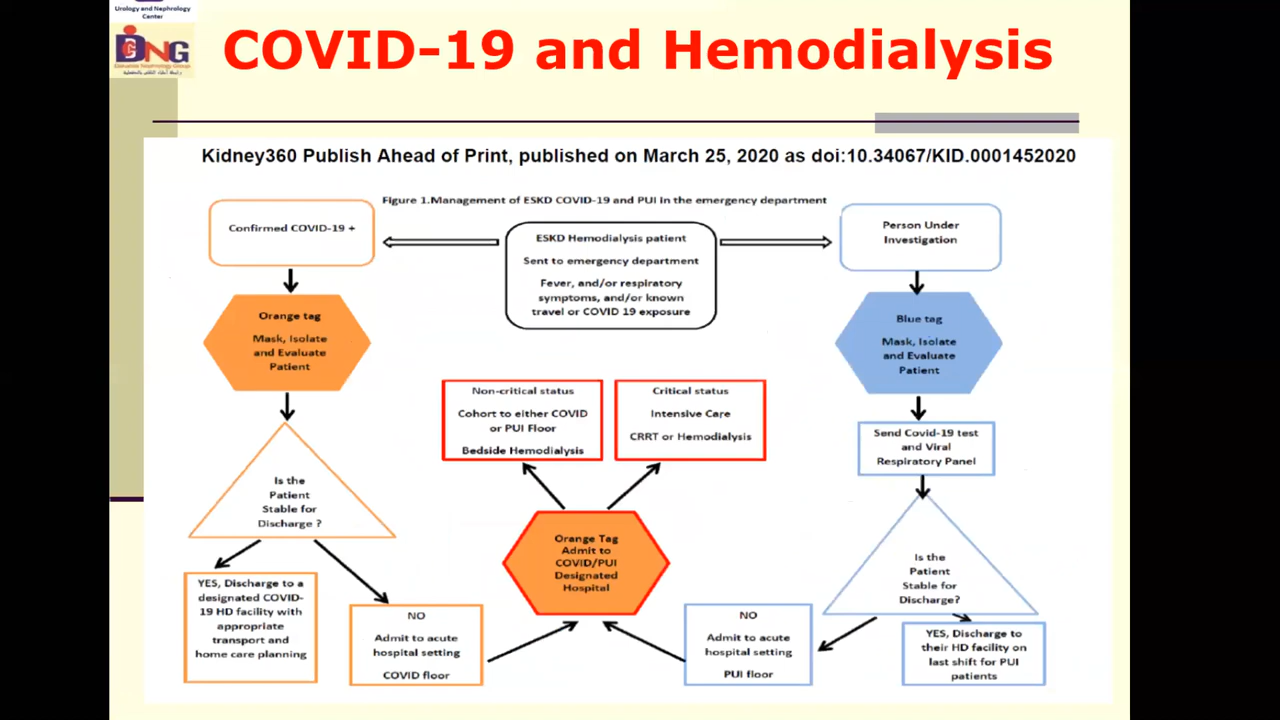 Urology and Nephrology
Center
DNG
COVID-19 and Hemodialysis
Kidney360 Publish Ahead of Print, published on March 25, 2020 as doi:10.34067/KID.0001452020
Figure 1.Management of ESKD COVID-19 and PUI in the emergency department
Confirmed COVID-19 +
ESKD Hemodialysis patient
Sent to emergency department
Fever, and/or respiratory
symptoms, and/or known
travel or COVID 19 exposure
Person Under
Investigation
Orange tag
Mask, Isolate
and Evaluate
Patient
Blue tag
Mask, Isolate
and Evaluate
Patient
Non-critical status
Cohort to either COVID
or PUI Floor
Bedside Hemodialysis
Critical status
Intensive Care
CRRT or Hemodialysis
Send Covid-19 test
and Viral
Respiratory Panel
Is the
Patient
Stable for
Discharge ?
Orange Tag
Admit to
COVID/PUI
Designated
Hospital
Is the
Patient
Stable for
Discharge?
YES, Discharge to a
designated COVID-
19 HD facility with
appropriate
transport and
home care planning
NO
Admit to acute
hospital setting
COVID floor
NO
Admit to acute
hospital setting
PUI floor
YES, Discharge to
their HD facility on
last shift for PUI
patients